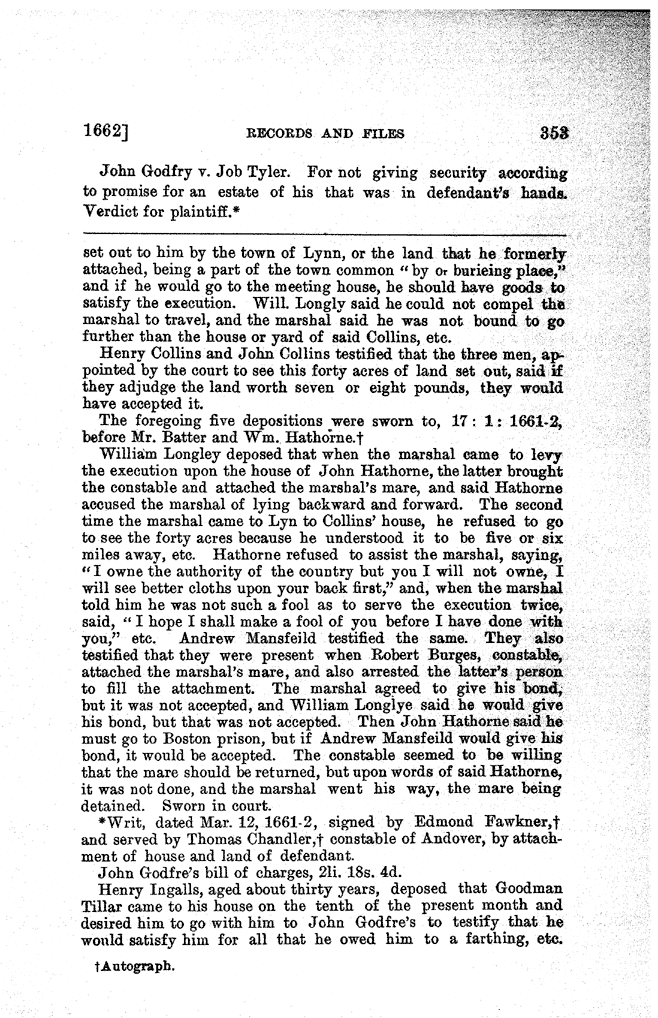 1662] RECORDS AND FILES 353
John Godfry v. Job Tyler. For not giving security according
to promise for an estate of his that was in defendant's hands.
Verdict for plaintiff.*
set out to him by the town of Lynn, or the land that he formerly
attached, being a part of the town common "by or burieing place,"
and if he would go to the meeting house, he should have goods to
satisfy the execution. Will. Longly said he could not compel the
marshal to travel, and the marshal said he was not bound to go
further than the house or yard of said Collins, etc.
Henry Collins and John Collins testified that the three men, ap-
pointed by the court to see this forty acres of land set out, said if
they adjudge the land worth seven or eight pounds, they would
have accepted it.
The foregoing five depositions were sworn to, 17 : 1 : 1661-2,
before Mr. Batter and Wm. Hathorne.†
William Longley deposed that when the marshal came to levy
the execution upon the house of John Hathorne, the latter brought
the constable and attached the marshal's mare, and said Hathorne
accused the marshal of lying backward and forward. The second
time the marshal came to Lyn to Collins' house, he refused to go
to see the forty acres because he understood it to be five or six
miles away, etc. Hathorne refused to assist the marshal, saying,
"I owne the authority of the country but you I will not owne, I
will see better cloths upon your back first," and, when the marshal
told him he was not such a fool as to serve the execution twice,
said, "I hope I shall make a fool of you before I have done with
you," etc. Andrew Mansfeild testified the same. They also
testified that they were present when Robert Burges, constable,
attached the marshal's mare, and also arrested the latter's person
to fill the attachment. The marshal agreed to give his bond,
but it was not accepted, and William Longlye said he would give
his bond, but that was not accepted. Then John Hathorne said he
must go to Boston prison, but if Andrew Mansfeild would give his
bond, it would be accepted. The constable seemed to be willing
that the mare should be returned, but upon words of said Hathorne,
it was not done, and the marshal went his way, the mare being
detained. Sworn in court.
*Writ, dated Mar. 12, 1661-2, signed by Edmond Fawkner,†
and served by Thomas Chandler,† constable of Andover, by attach-
ment of house and land of defendant.
John Godfre's bill of charges, 2li. 18s. 4d.
Henry Ingalls, aged about thirty years, deposed that Goodman
Tillar came to his house on the tenth of the present month and
desired him to go with him to John Godfre's to testify that he
would satisfy him for all that he owed him to a farthing, etc.
†Autograph.